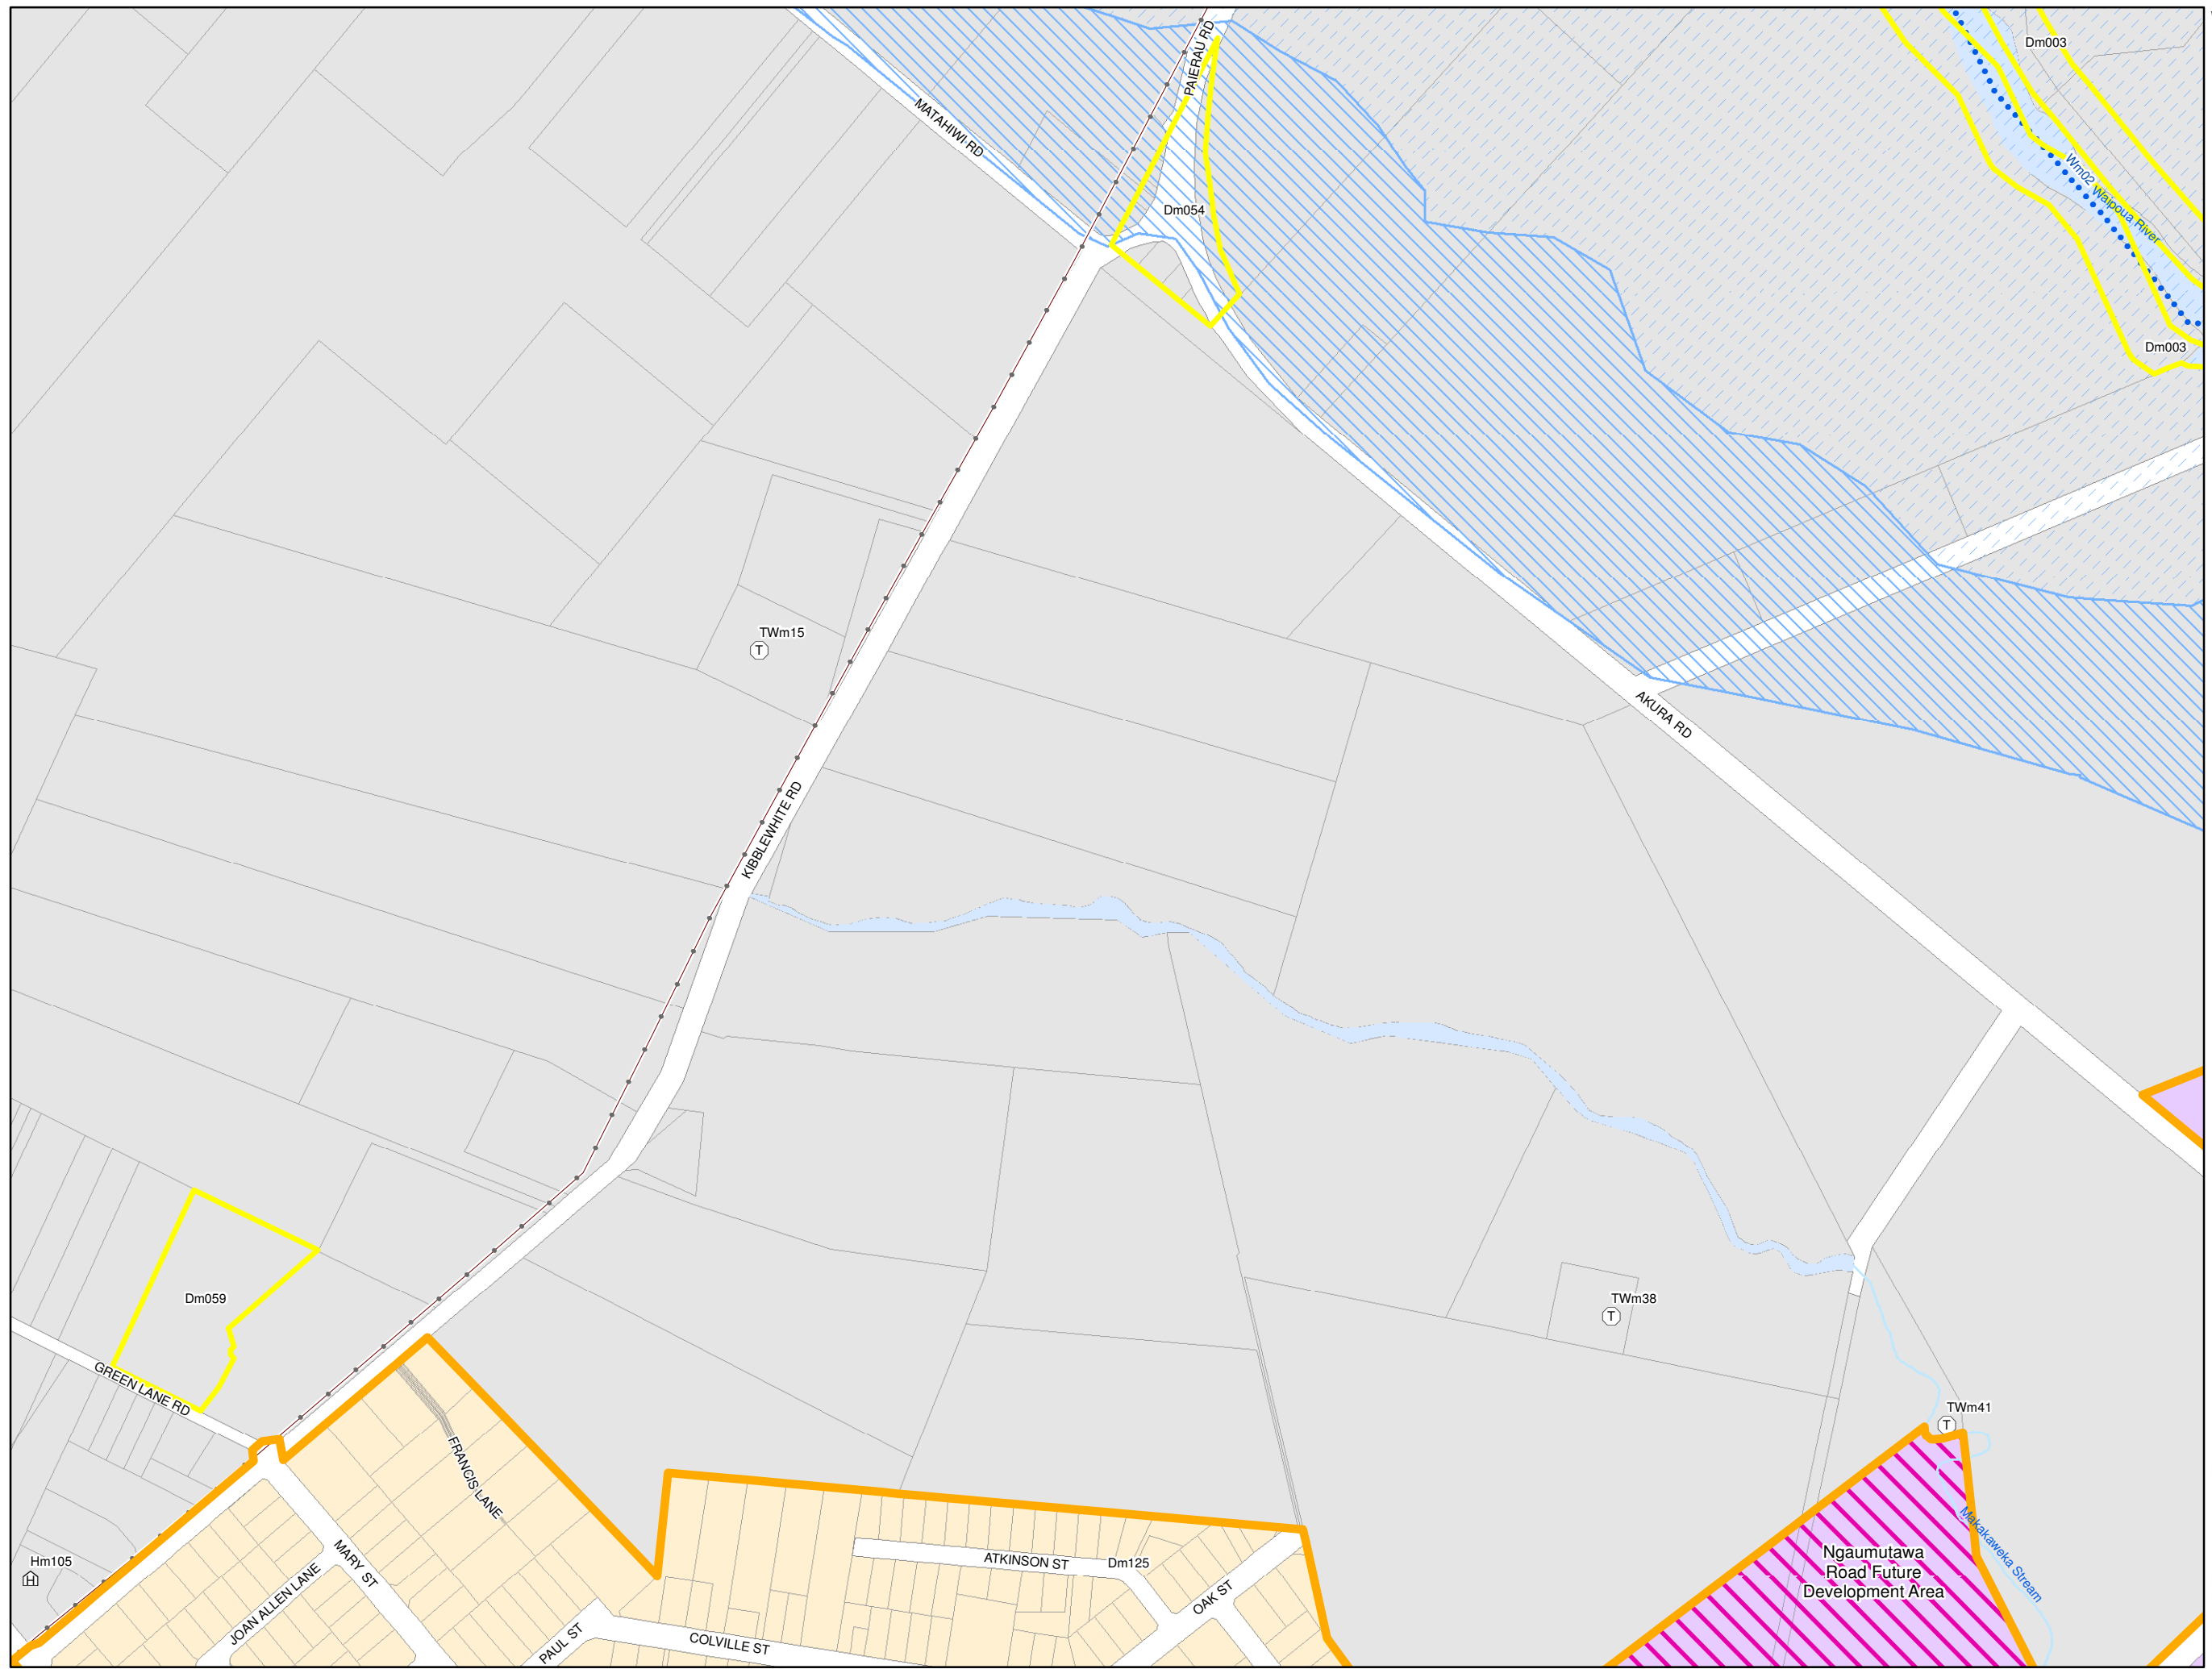 PAIERAU RD
Dm003
MATAHIWI RD
Wm02 Waipoua River
Dm054
Dm003
TWm15
T
AKURA RD
KIBBLEWHITE RD
Dm059
TWm38
T
GREEN LANE RD
TWm41
T
FRANCIS LANE
Makakaweka Stream
Hm105
H
MARY ST
ATKINSON ST
Dm125
Ngaumutawa
Road Future
Development Area
JOAN ALLEN LANE
OAK ST
PAUL ST
COLVILLE ST